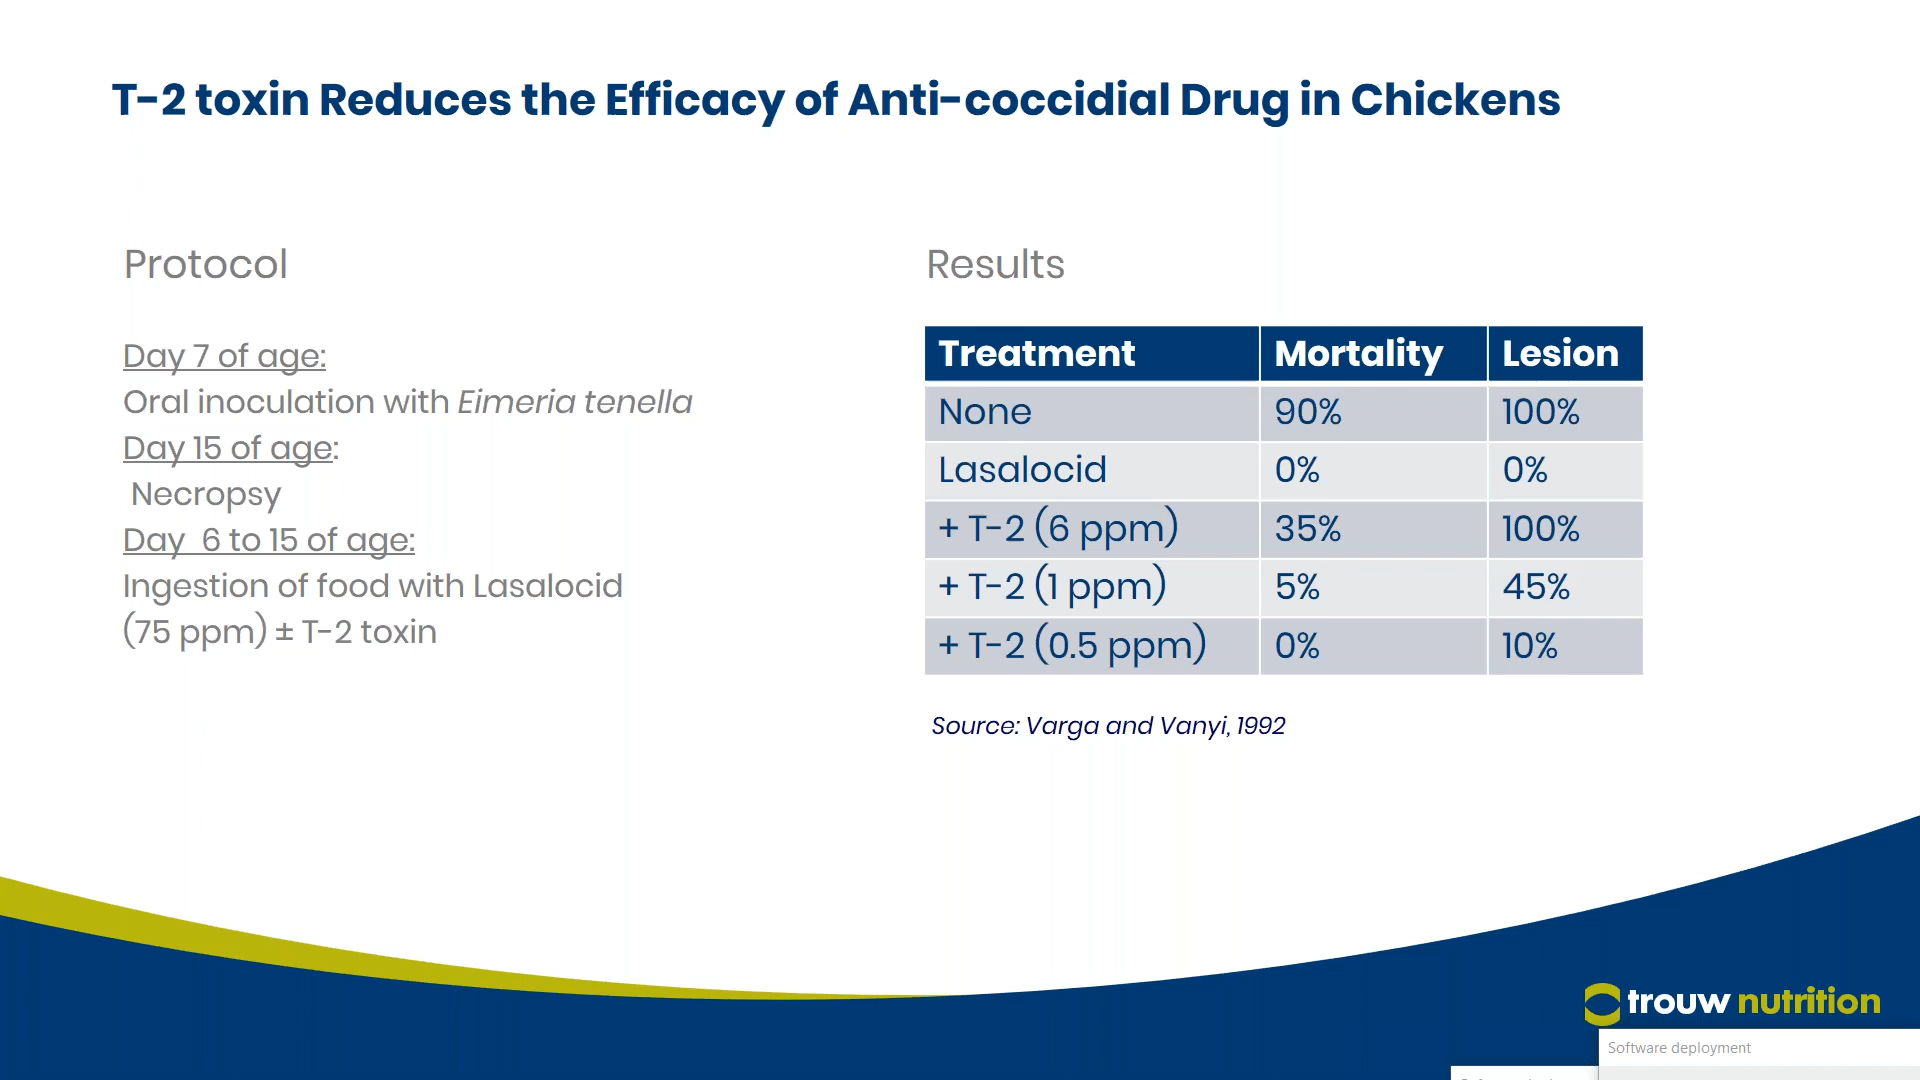 T-2 toxin Reduces the Efficacy of Anti-coccidial Drug in Chickens
Protocol
Day 7 of age:
Oral inoculation with Eimeria tenella
Day 15 of age:
Necropsy
Day 6 to 15 of age:
Ingestion of food with Lasalocid
(75 ppm) ± T-2 toxin
Results
Treatment Mortality Lesion
None 90% 100%
Lasalocid 0% 0%
+ T-2 (6 ppm) 35% 100%
+ T-2 (1 ppm) 5% 45%
+ T-2 (0.5 ppm) 0% 10%
Source: Varga and Vanyi, 1992
trouw nutrition
Software deployment